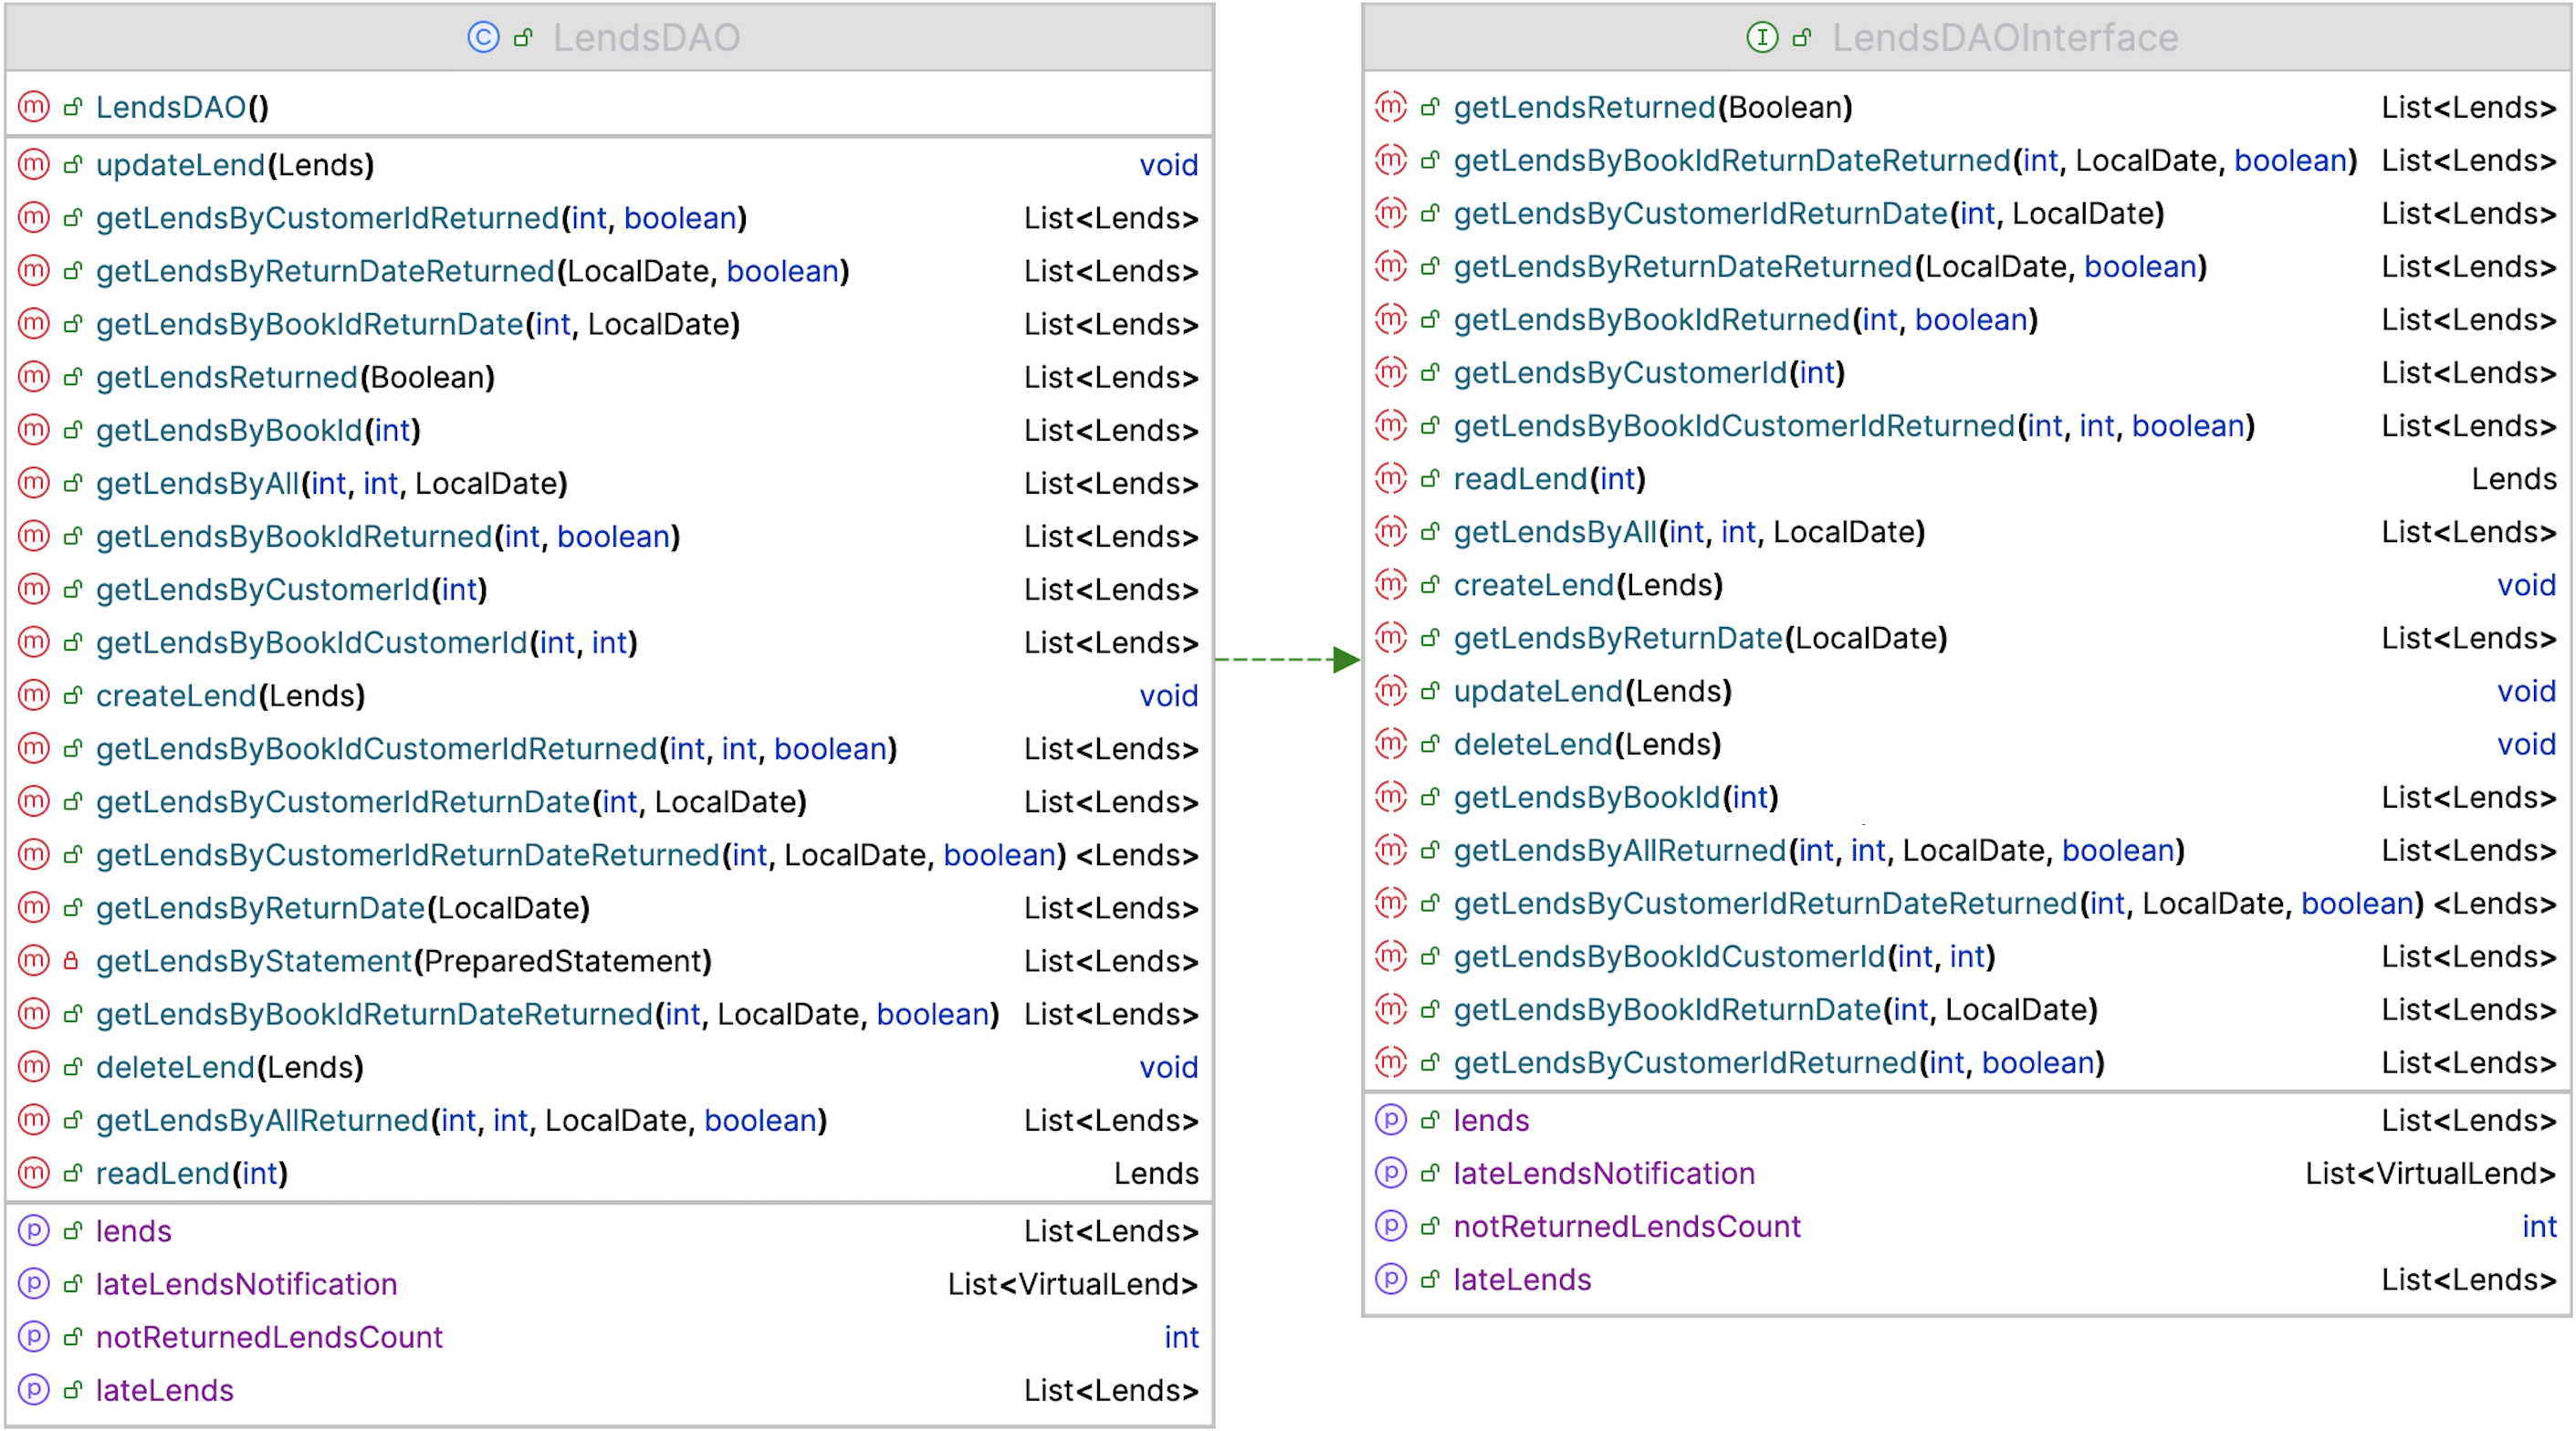 LendsDAO
LendsDAO()
updateLend(Lends) void
getLendsByCustomerIdReturned(int, boolean) List<Lends>
getLendsByReturnDateReturned(LocalDate, boolean) List<Lends>
getLendsByBookIdReturnDate(int, LocalDate) List<Lends>
getLendsReturned(Boolean) List<Lends>
getLendsByBookId(int) List<Lends>
getLendsByAll(int, int, LocalDate) List<Lends>
getLendsByBookIdReturned(int, boolean) List<Lends>
getLendsByCustomerId(int) List<Lends>
getLendsByBookIdCustomerId(int, int) List<Lends>
createLend(Lends) void
getLendsByBookIdCustomerIdReturned(int, int, boolean) List<Lends>
getLendsByCustomerIdReturnDate(int, LocalDate) List<Lends>
getLendsByCustomerIdReturnDateReturned(int, LocalDate, boolean) <Lends>
getLendsByReturnDate(LocalDate) List<Lends>
getLendsByStatement(PreparedStatement) List<Lends>
getLendsByBookIdReturnDateReturned(int, LocalDate, boolean) List<Lends>
deleteLend(Lends) void
getLendsByAllReturned(int, int, LocalDate, boolean) List<Lends>
readLend(int) Lends
lends List<Lends>
lateLendsNotification List<VirtualLend>
notReturnedLendsCount int
lateLends List<Lends>
LendsDAOInterface
getLendsReturned(Boolean) List<Lends>
getLendsByBookIdReturnDateReturned(int, LocalDate, boolean) List<Lends>
getLendsByCustomerIdReturnDate(int, LocalDate) List<Lends>
getLendsByReturnDateReturned(LocalDate, boolean) List<Lends>
getLendsByBookIdReturned(int, boolean) List<Lends>
getLendsByCustomerId(int) List<Lends>
getLendsByBookIdCustomerIdReturned(int, int, boolean) List<Lends>
readLend(int) Lends
getLendsByAll(int, int, LocalDate) List<Lends>
createLend(Lends) void
getLendsByReturnDate(LocalDate) List<Lends>
updateLend(Lends) void
deleteLend(Lends) void
getLendsByBookId(int) List<Lends>
getLendsByAllReturned(int, int, LocalDate, boolean) List<Lends>
getLendsByCustomerIdReturnDateReturned(int, LocalDate, boolean) <Lends>
getLendsByBookIdCustomerId(int, int) List<Lends>
getLendsByBookIdReturnDate(int, LocalDate) List<Lends>
getLendsByCustomerIdReturned(int, boolean) List<Lends>
lends List<Lends>
lateLendsNotification List<VirtualLend>
notReturnedLendsCount int
lateLends List<Lends>